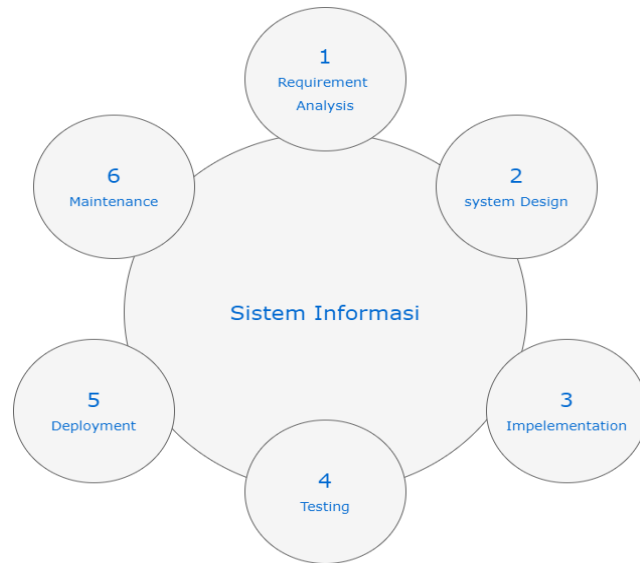 1
Requirement
Analysis
2
system Design
3
Impelementation
4
Testing
5
Deployment
6
Maintenance
Sistem Informasi